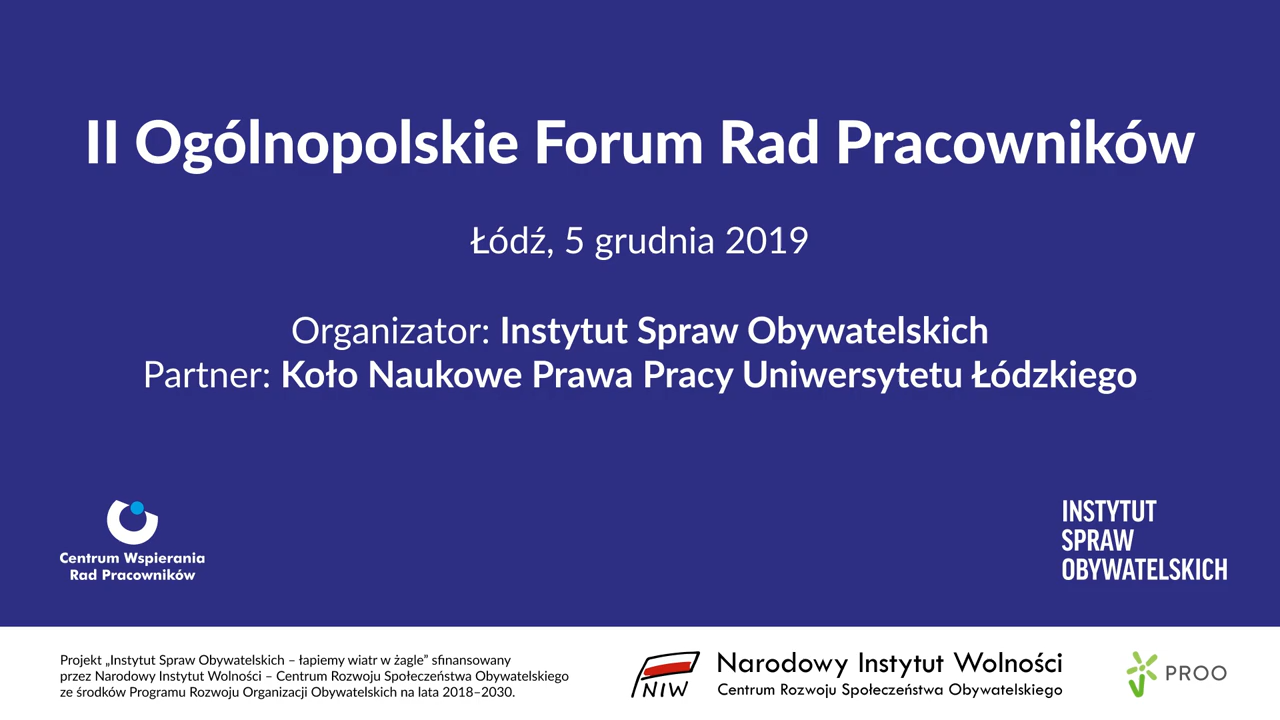 II Ogólnopolskie Forum Rad Pracowników
Łódź, 5 grudnia 2019
Organizator: Instytut Spraw Obywatelskich
Partner: Koło Naukowe Prawa Pracy Uniwersytetu Łódzkiego
Centrum Wspierania
Rad Pracowników
INSTYTUT
SPRAW
OBYWATELSKICH
Projekt „Instytut Spraw Obywatelskich – łapiemy wiatr w żagle” sfinansowany
przez Narodowy Instytut Wolności – Centrum Rozwoju Społeczeństwa Obywatelskiego
ze środków Programu Rozwoju Organizacji Obywatelskich na lata 2018–2030.
NIW
Narodowy Instytut Wolności
Centrum Rozwoju Społeczeństwa Obywatelskiego
PROO